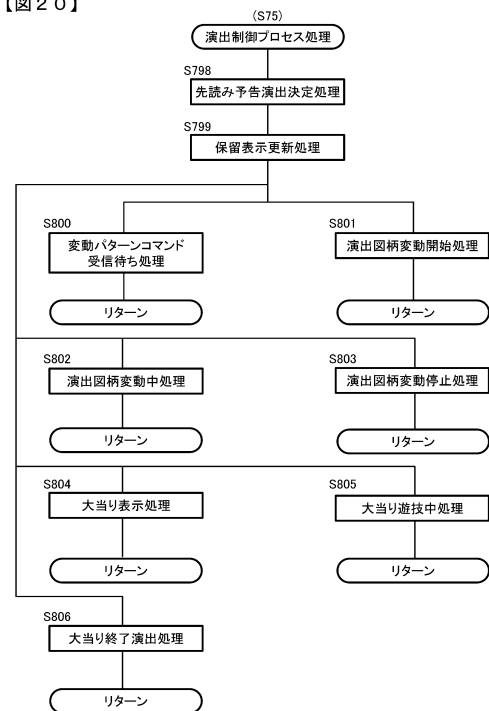 【図20】
(S75)
演出制御プロセス処理
S798
先読み予告演出決定処理
S799
保留表示更新処理
S800
変動パターンコマンド
受信待ち処理
リターン
S801
演出図柄変動開始処理
リターン
S802
演出図柄変動中処理
リターン
S803
演出図柄変動停止処理
リターン
S804
大当り表示処理
リターン
S805
大当り遊技中処理
リターン
S806
大当り終了演出処理
リターン